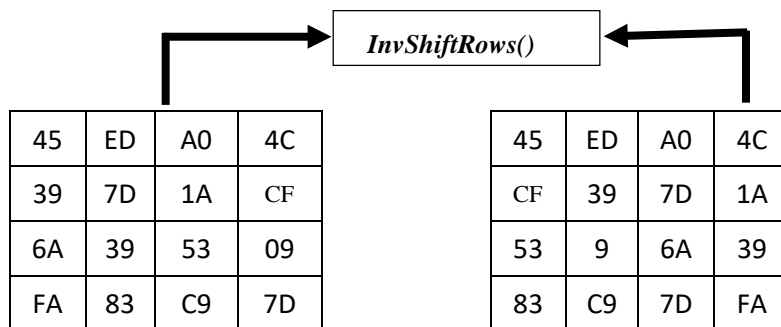 InvShiftRows()
45 ED A0 4C
39 7D 1A CF
6A 39 53 09
FA 83 C9 7D
45 ED A0 4C
CF 39 7D 1A
53 9 6A 39
83 C9 7D FA